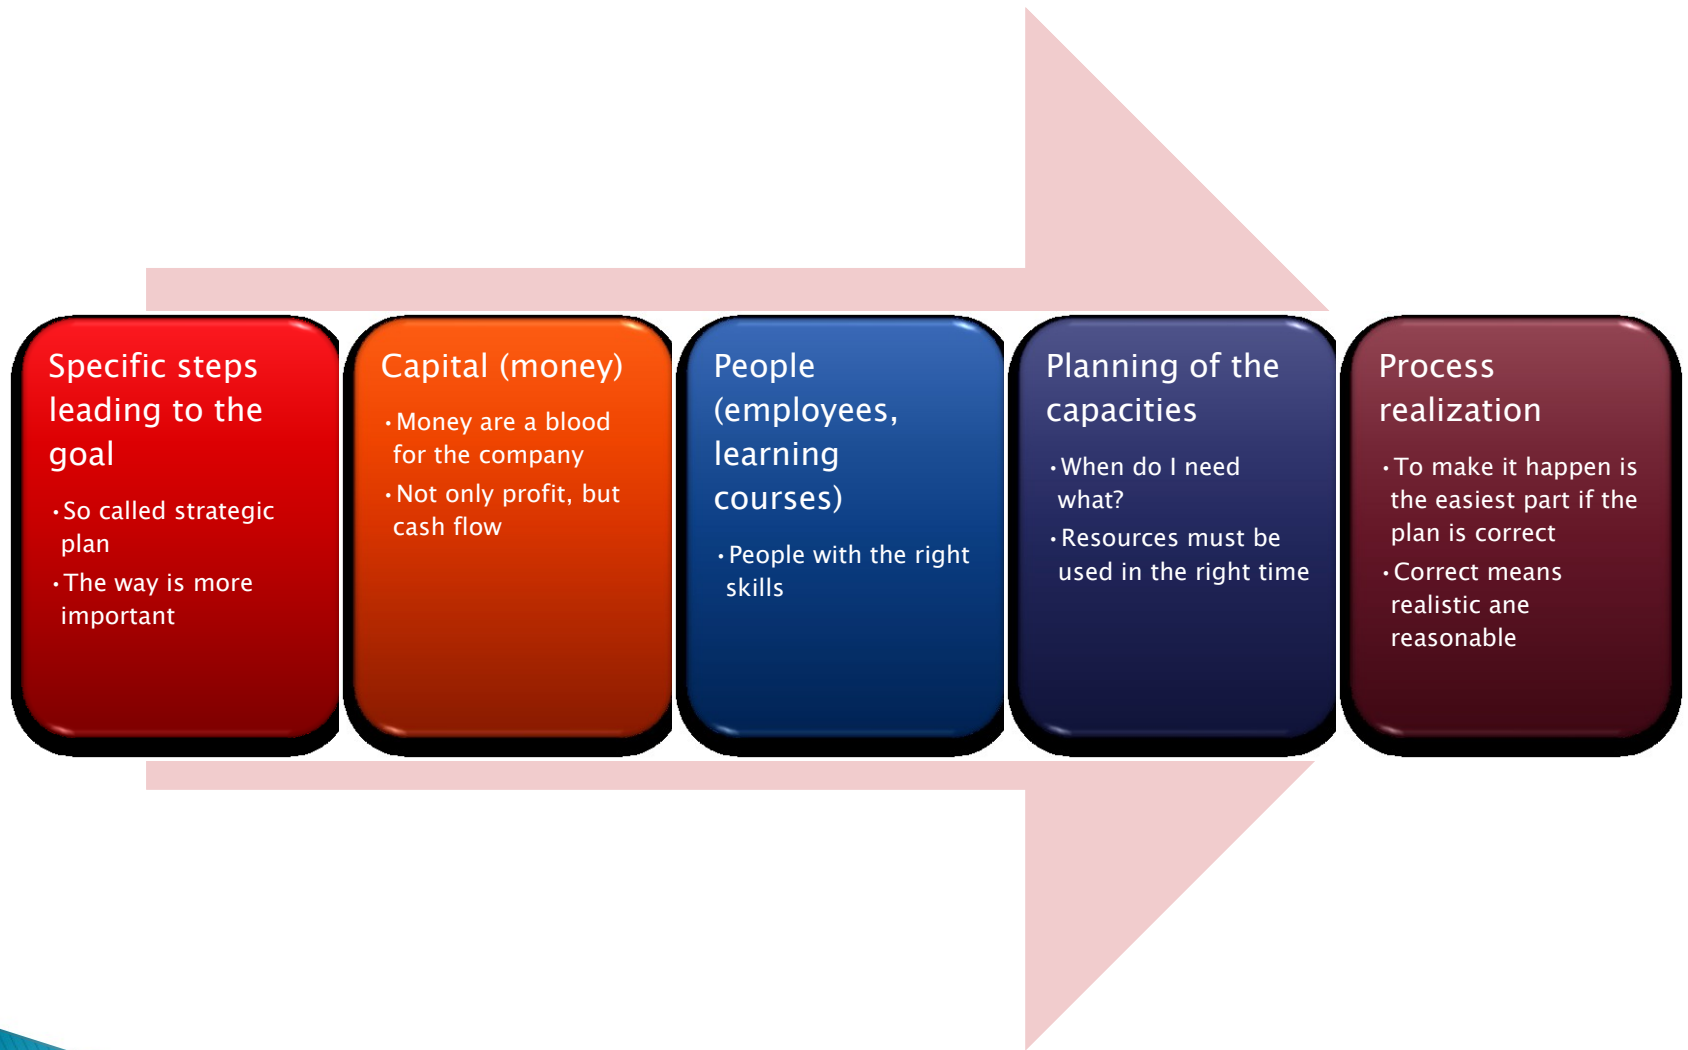 Specific steps
leading to the
goal
•So called strategic
plan
•The way is more
important
Capital (money)
•Money are a blood
for the company
•Not only profit, but
cash flow
People
(employees,
learning
courses)
•People with the right
skills
Planning of the
capacities
•When do I need
what?
•Resources must be
used in the right time
Process
realization
•To make it happen is
the easiest part if the
plan is correct
•Correct means
realistic ane
reasonable